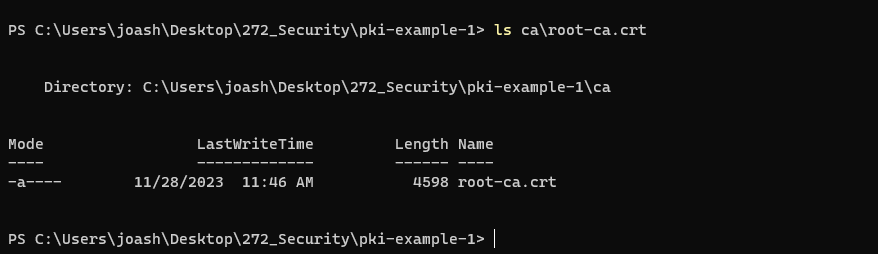 PS C:\Users\joash\Desktop\272_Security\pki-example-1> ls ca\root-ca.crt
Directory: C:\Users\joash\Desktop\272_Security\pki-example-1\ca
Mode                 LastWriteTime         Length Name
----                 -------------         ------ ----
-a----        11/28/2023  11:46 AM           4598 root-ca.crt
PS C:\Users\joash\Desktop\272_Security\pki-example-1>